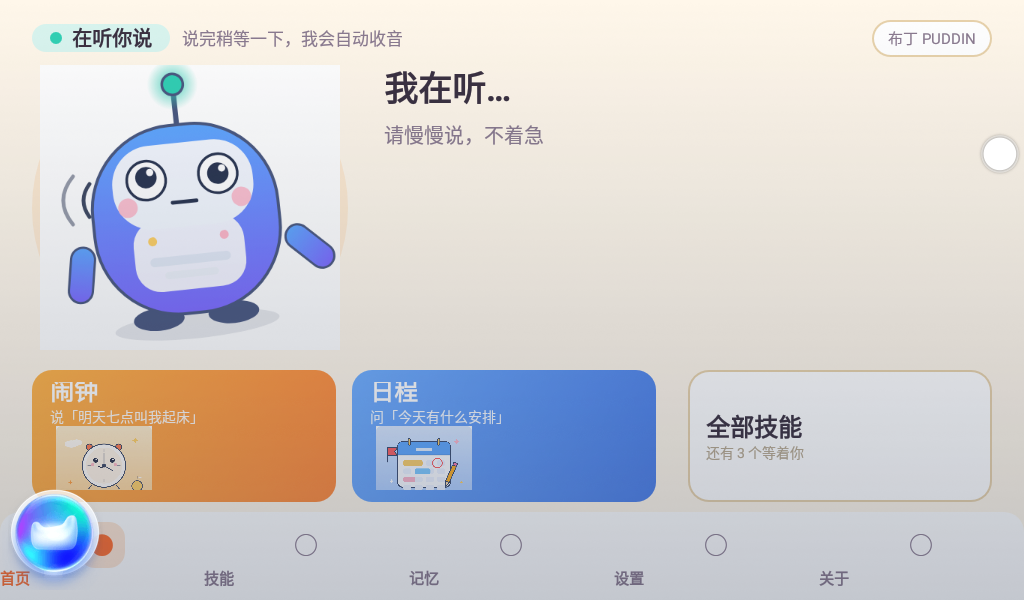 在听你说
说完稍等一下，我会自动收音
布丁 PUDDIN
我在听...
请慢慢说，不着急
闹钟
说「明天七点叫我起床」
日程
问「今天有什么安排」
全部技能
还有 3 个等着你
首页
技能
记忆
设置
关于